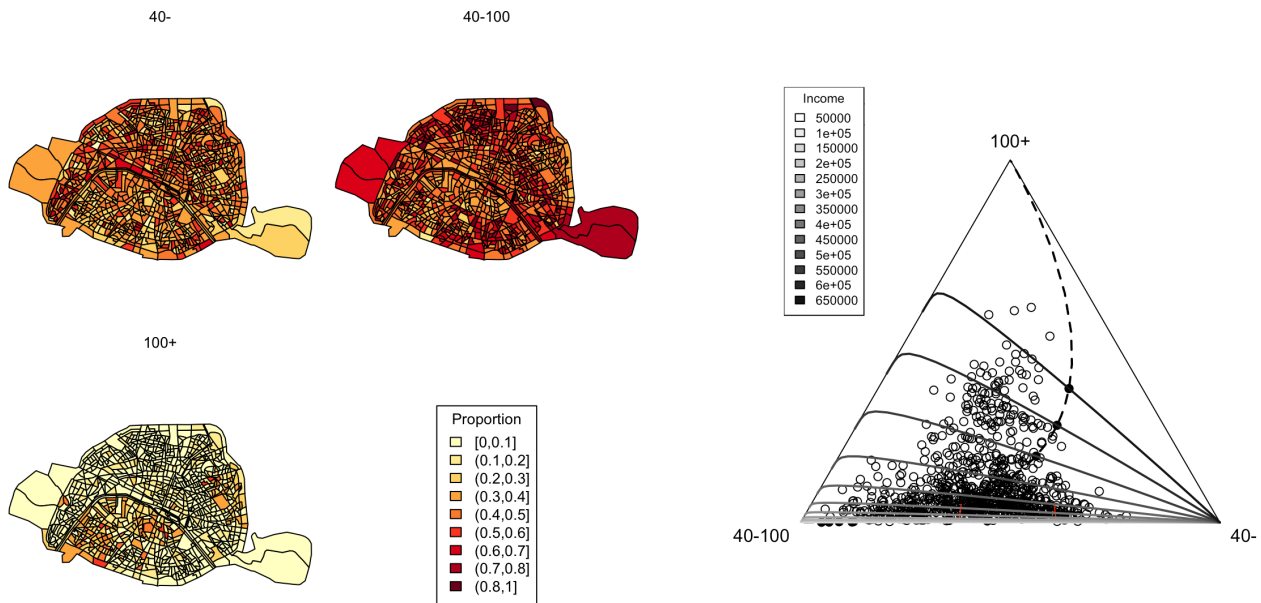 40-
40-100
100+
Proportion
[0,0.1]
(0.1,0.2]
(0.2,0.3]
(0.3,0.4]
(0.4,0.5]
(0.5,0.6]
(0.6,0.7]
(0.7,0.8]
(0.8,1]
Income
50000
1e+05
150000
2e+05
250000
3e+05
350000
4e+05
450000
5e+05
550000
6e+05
650000
100+
40-100
40-